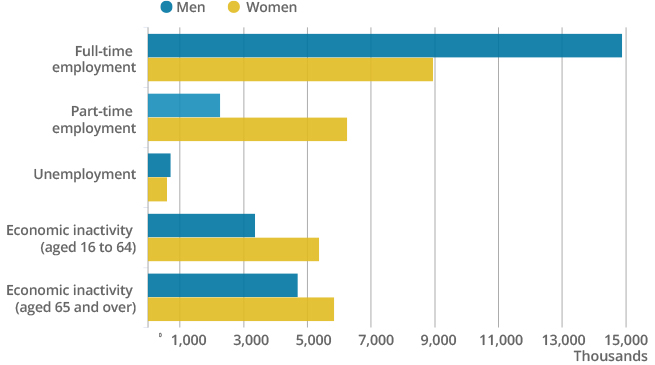 Men Women
Full-time
employment
Part-time
employment
Unemployment
Economic inactivity
(aged 16 to 64)
Economic inactivity
(aged 65 and over)
0 1,000 3,000 5,000 7,000 9,000 11,000 13,000 15,000
Thousands